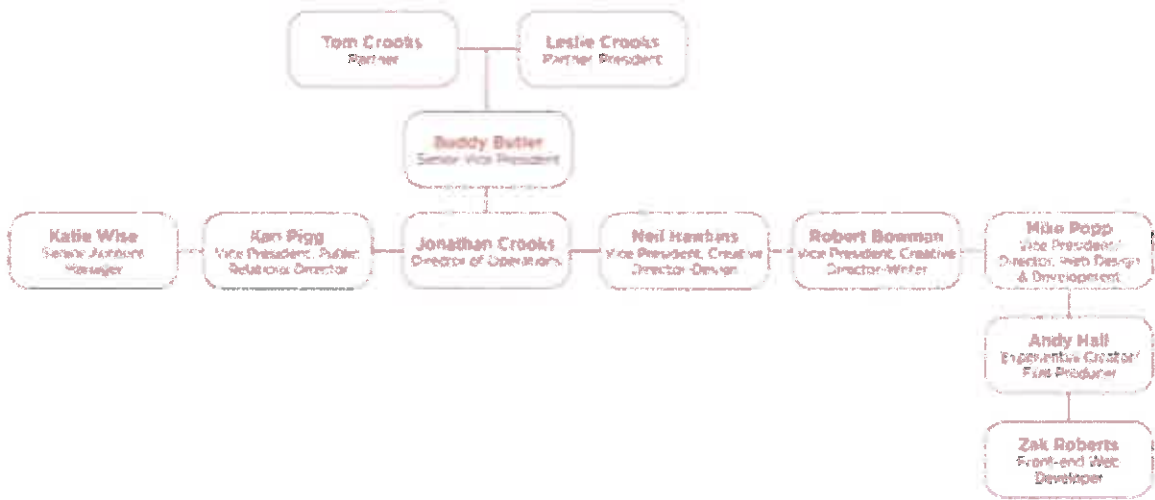 Tom Crooks
Partner
Leslie Crooks
Partner President
Buddy Butler
Senior Vice President
Katie Wise
Senior Account
Manager
Ken Pigg
Vice President, Public
Relations Director
Jonathan Crooks
Director of Operations
Neil Hawkins
Vice President, Creative
Director-Design
Robert Bowman
Vice President, Creative
Director-Writer
Mike Popp
Vice President/
Director, Web Design
& Development
Andy Hall
Creator/
Film Producer
Zak Roberts
Front-end Web
Developer